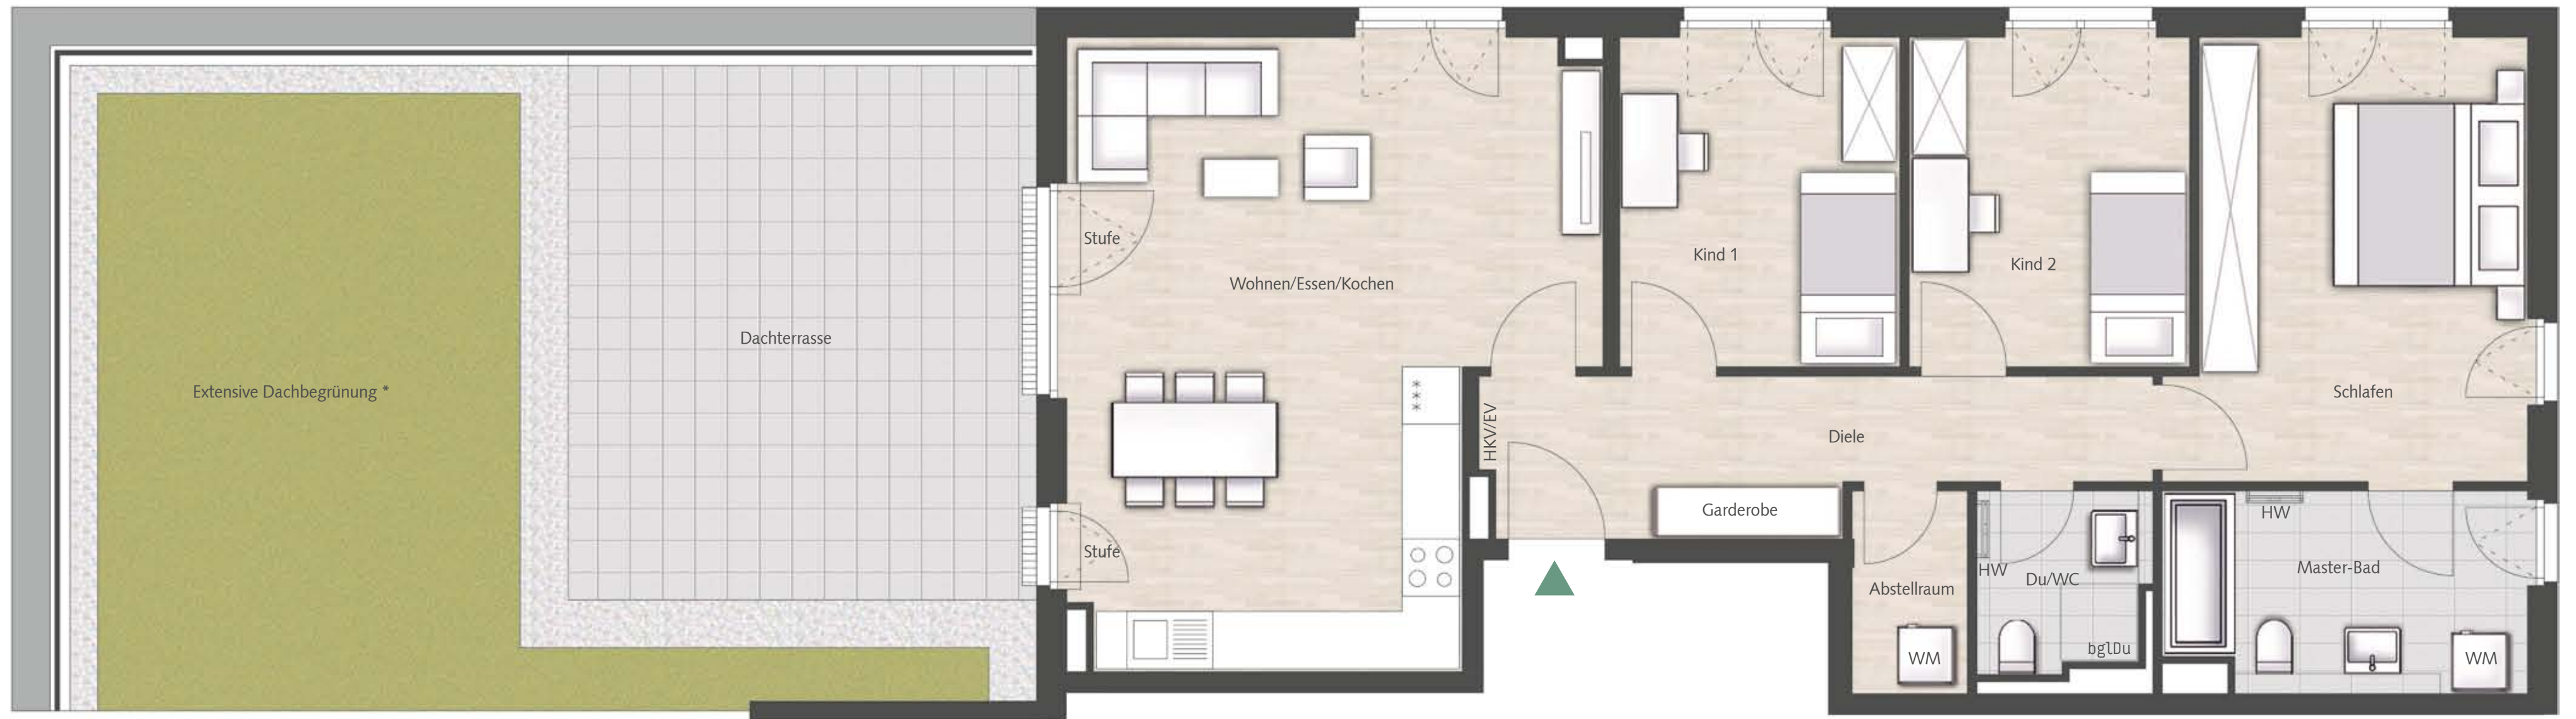 Stufe
Wohnen/Essen/Kochen
Kind 1
Kind 2
Dachterrasse
Extensive Dachbegrünung *
Schlafen
***
HKV/EV
Diele
Garderobe
HW
Stufe
HW
Du/WC
Master-Bad
Abstellraum
bglDu
WM
WM